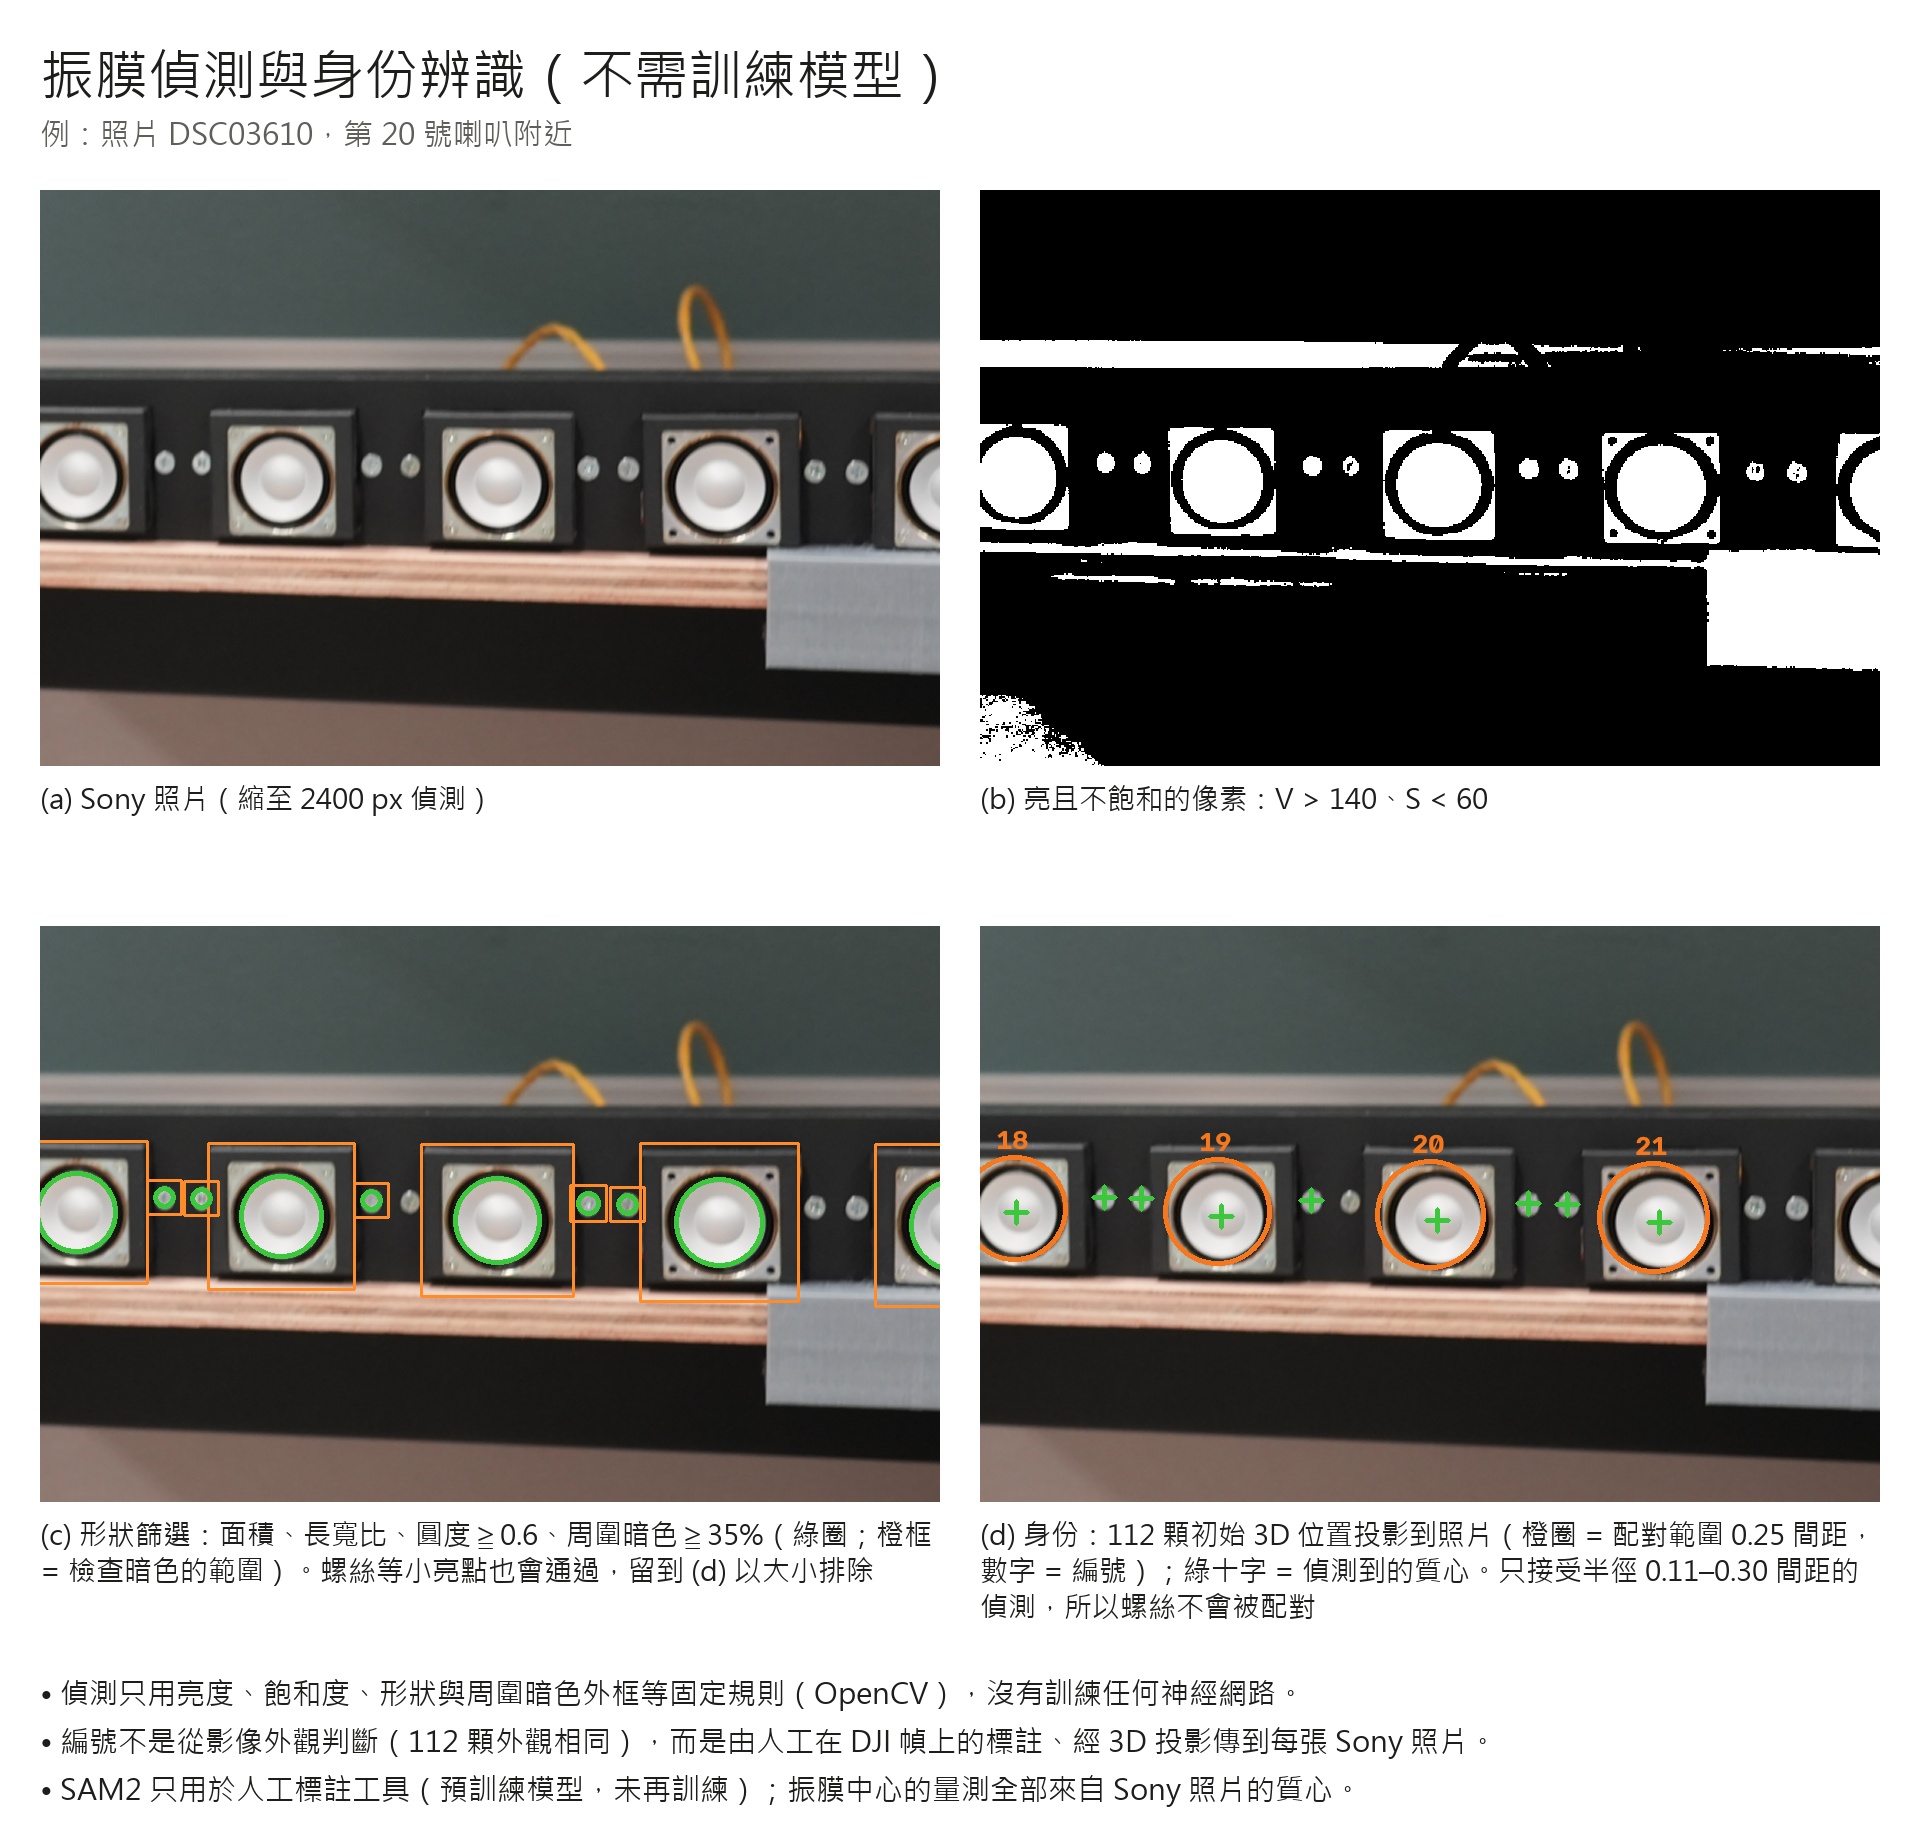 振膜偵測與身份辨識（不需訓練模型）
例：照片 DSC03610，第 20 號喇叭附近
(a) Sony 照片（縮至 2400 px 偵測）
(b) 亮且不飽和的像素：V > 140、S < 60
18
19
20
21
(c) 形狀篩選：面積、長寬比、圓度≧0.6、周圍暗色≧35%（綠圈；橙框
= 檢查暗色的範圍）。螺絲等小亮點也會通過，留到 (d) 以大小排除
(d) 身份：112 顆初始 3D 位置投影到照片（橙圈 = 配對範圍 0.25 間距，
數字 = 編號）；綠十字 = 偵測到的質心。只接受半徑 0.11–0.30 間距的
偵測，所以螺絲不會被配對
• 偵測只用亮度、飽和度、形狀與周圍暗色外框等固定規則（OpenCV），沒有訓練任何神經網路。
• 編號不是從影像外觀判斷（112 顆外觀相同），而是由人工在 DJI 幀上的標註、經 3D 投影傳到每張 Sony 照片。
• SAM2 只用於人工標註工具（預訓練模型，未再訓練）；振膜中心的量測全部來自 Sony 照片的質心。